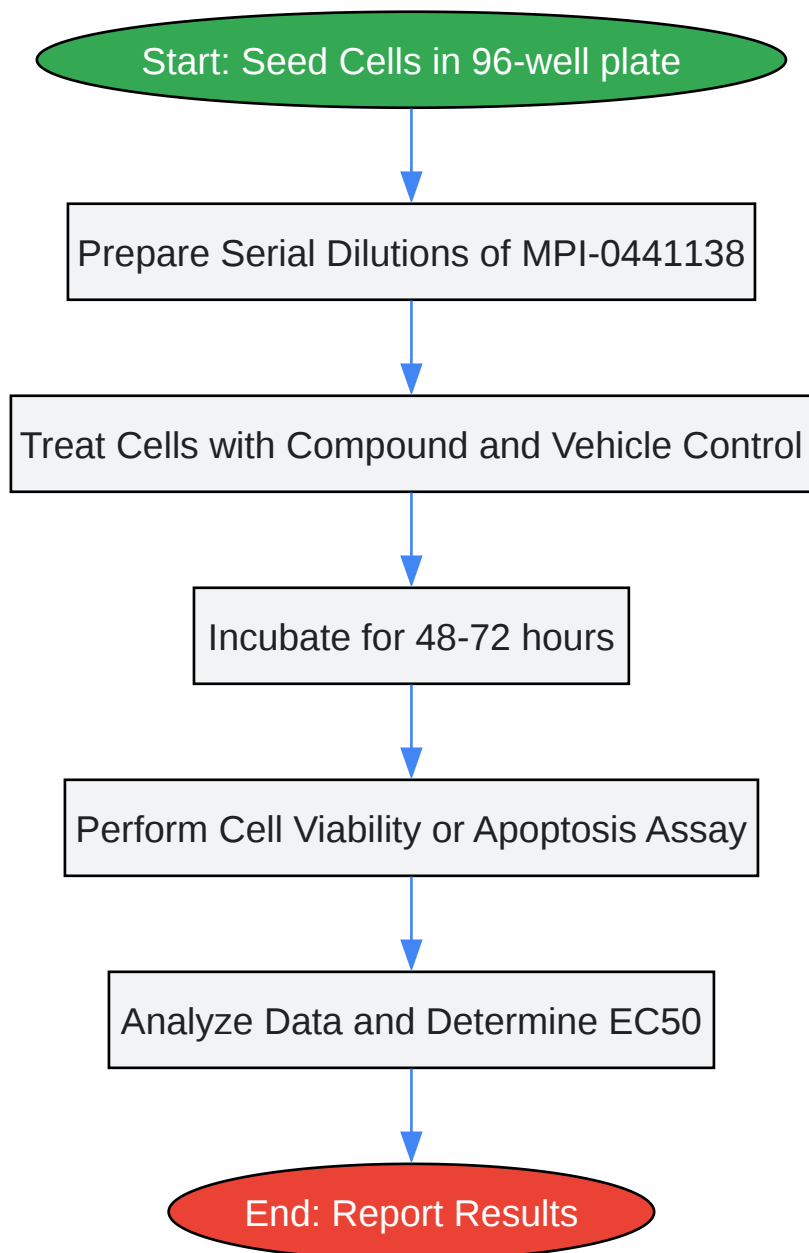 Start: Seed Cells in 96-well plate
Prepare Serial Dilutions of MPI-0441138
Treat Cells with Compound and Vehicle Control
Incubate for 48-72 hours
Perform Cell Viability or Apoptosis Assay
Analyze Data and Determine EC50
End: Report Results